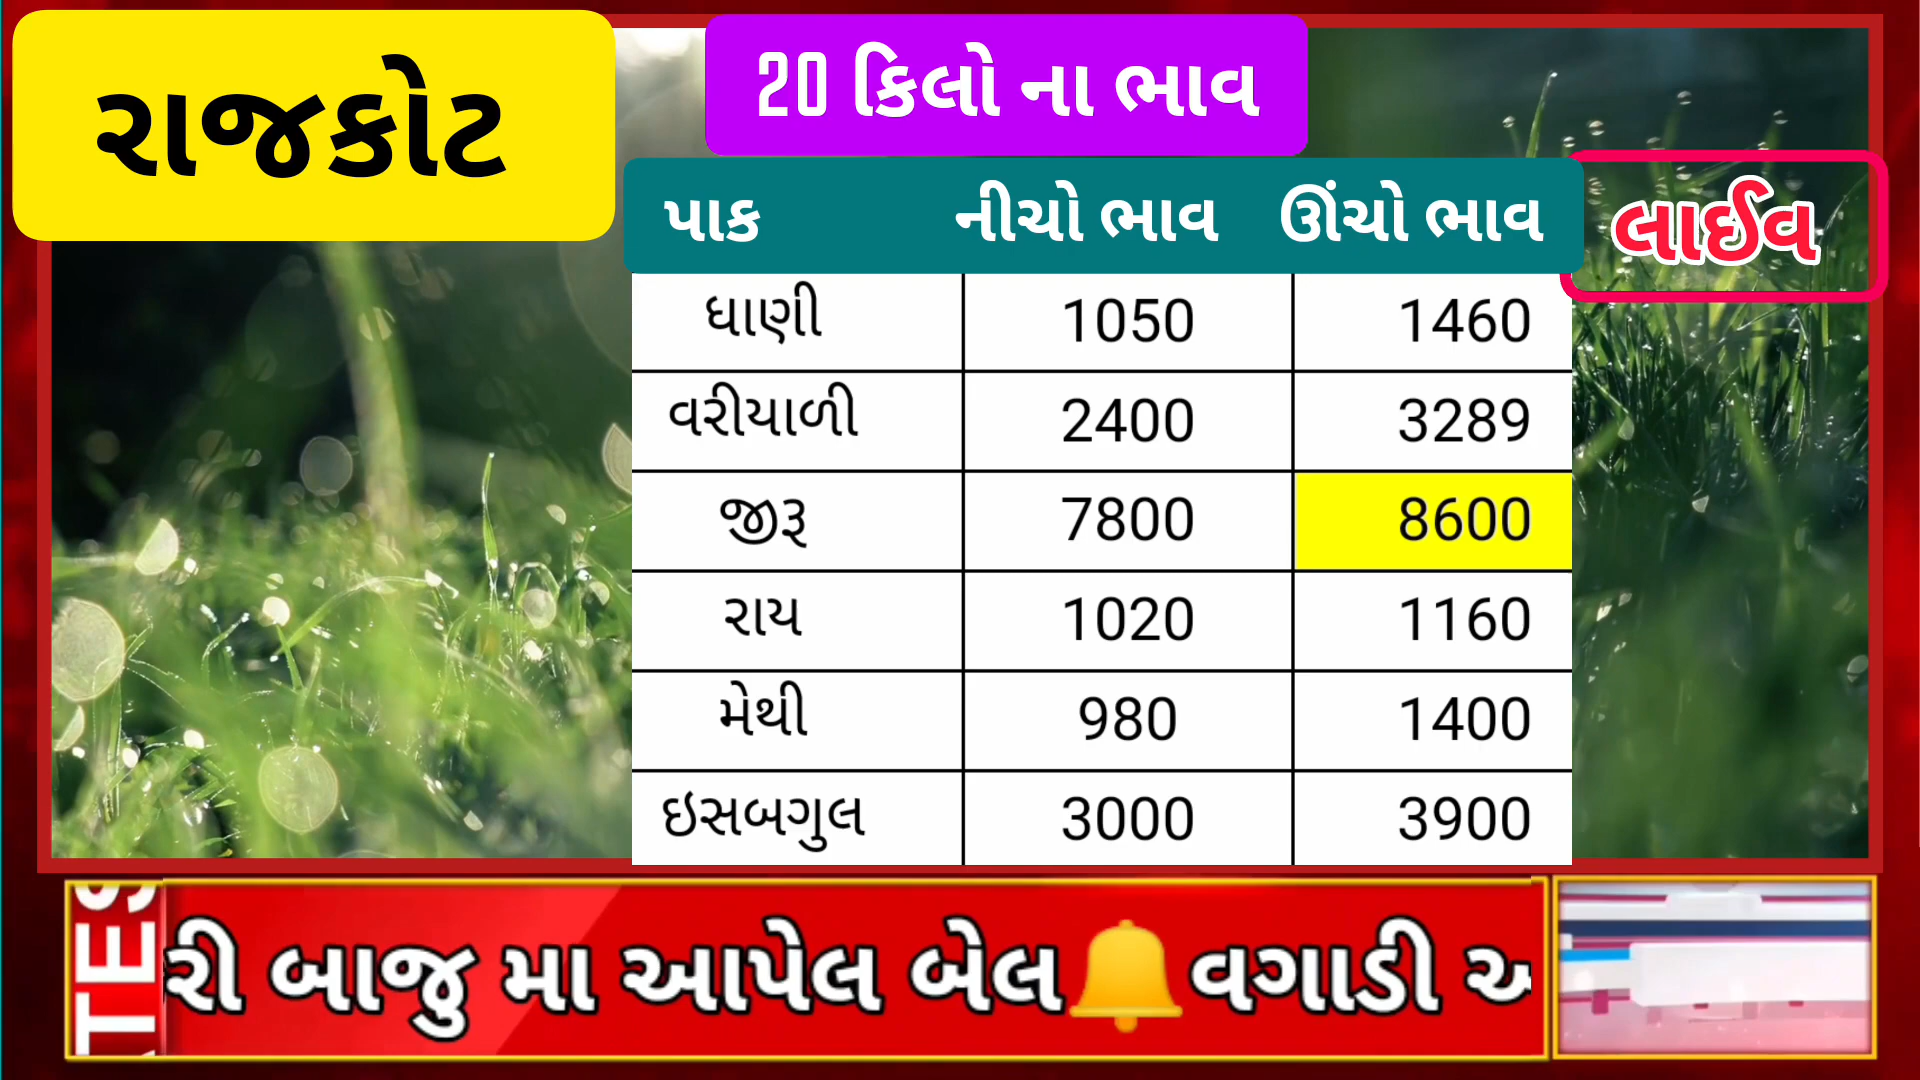 રાજકોટ
20 કિલો ના ભાવ
પાક નીચો ભાવ ઊંચો ભાવ
લાઈવ
ધાણી 1050 1460
વરીયાળી 2400 3289
જીરૂ 7800 8600
રાય 1020 1160
મેથી 980 1400
ઇસબગુલ 3000 3900
રી બાજુ મા આપેલ બેલ🔔વગાડી